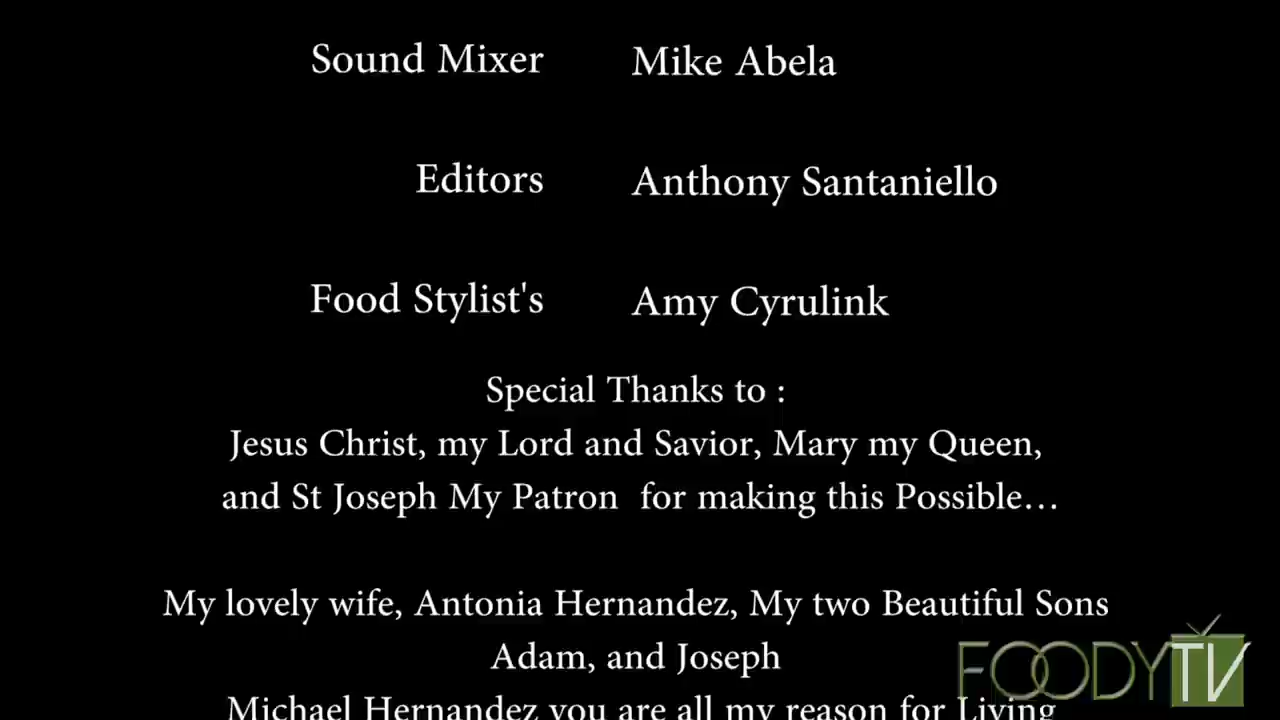 Sound Mixer Mike Abela
Editors Anthony Santaniello
Food Stylist's Amy Cyrulink
Special Thanks to :
Jesus Christ, my Lord and Savior, Mary my Queen,
and St Joseph My Patron  for making this Possible…
My lovely wife, Antonia Hernandez, My two Beautiful Sons
Adam, and Joseph
Michael Hernandez you are all my reason for Living
FOODYTV